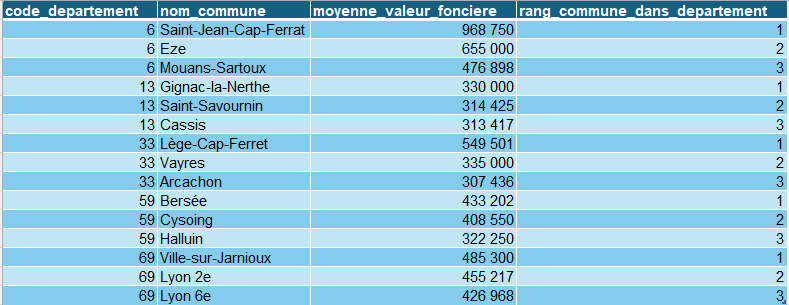 code_departement nom_commune moyenne_valeur_fonciere rang_commune_dans_departement
6 Saint-Jean-Cap-Ferrat 968 750 1
6 Eze 655 000 2
6 Mouans-Sartoux 476 898 3
13 Gignac-la-Nerthe 330 000 1
13 Saint-Savournin 314 425 2
13 Cassis 313 417 3
33 Lège-Cap-Ferret 549 501 1
33 Vayres 335 000 2
33 Arcachon 307 436 3
59 Bersée 433 202 1
59 Cysoing 408 550 2
59 Halluin 322 250 3
69 Ville-sur-Jarnioux 485 300 1
69 Lyon 2e 455 217 2
69 Lyon 6e 426 968 3